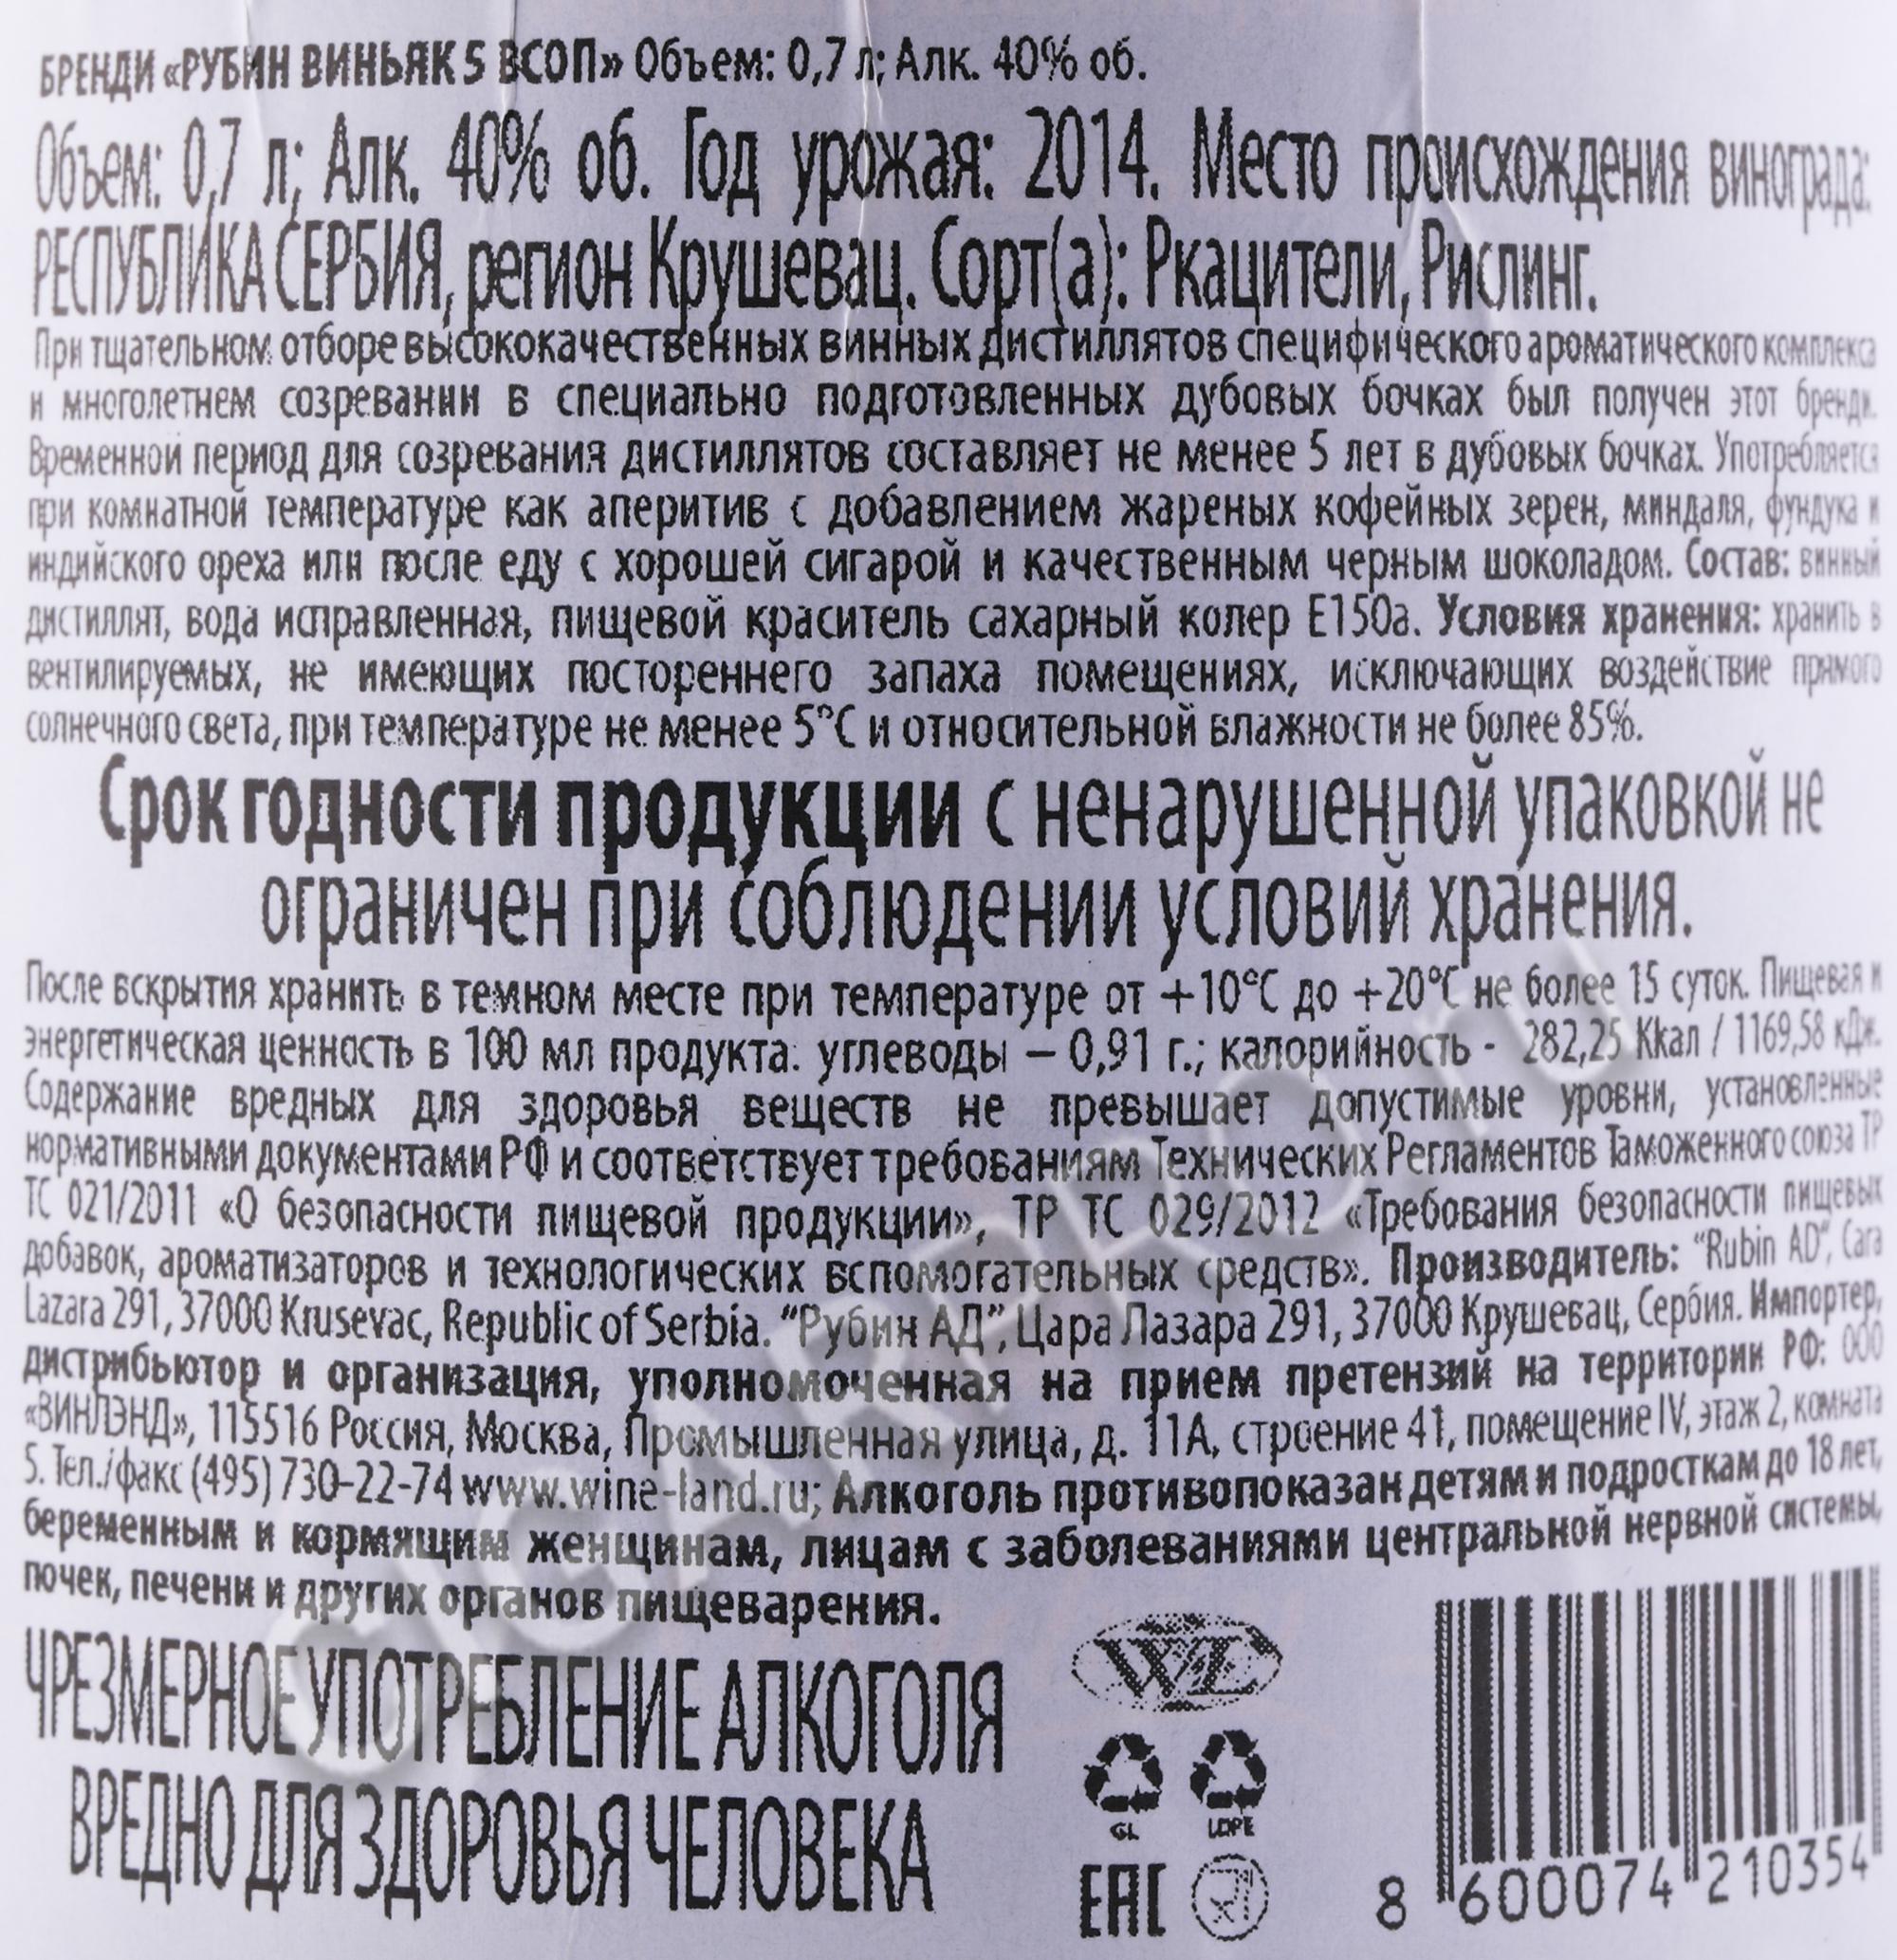 БРЕНДИ «РУБИН ВИНЬЯК 5 ВСОП» Объем: 0,7 л; Алк. 40% об.
Объем: 0,7 л; Алк. 40% об. Год урожая: 2014. Место происхождения винограда:
РЕСПУБЛИКА СЕРБИЯ, регион Крушевац. Сорт(а): Ркацители, Рислинг.
При тщательном отборе высококачественных винных дистиллятов специфического ароматического комплекса
и многолетнем созревании в специально подготовленных дубовых бочках был получен этот бренди.
Временной период для созревания дистиллятов составляет не менее 5 лет в дубовых бочках. Употребляется
при комнатной температуре как аперитив с добавлением жареных кофейных зерен, миндаля, фундука и
индийского ореха или после еду с хорошей сигарой и качественным черным шоколадом. Состав: винный
дистиллят, вода исправленная, пищевой краситель сахарный колер Е150а. Условия хранения: хранить в
вентилируемых, не имеющих постореннего запаха помещениях, исключающих воздействие прямого
солнечного света, при температуре не менее 5°С и относительной влажности не более 85%.
Срок годности продукции с ненарушенной упаковкой не
ограничен при соблюдении условий хранения.
После вскрытия хранить в темном месте при температуре от +10°С до +20°С не более 15 суток. Пищевая и
энергетическая ценность в 100 мл продукта: углеводы – 0,91 г.; калорийность - 282,25 Ккал / 1169,58 кДж.
Содержание вредных для здоровья веществ не превышает допустимые уровни, установленные
нормативными документами РФ и соответствует требованиям Технических Регламентов Таможенного союза ТР
ТС 021/2011 «О безопасности пищевой продукции», ТР ТС 029/2012 «Требования безопасности пищевых
добавок, ароматизаторов и технологических вспомогательных средств». Производитель: “Rubin AD”, Cara
Lazara 291, 37000 Krusevac, Republic of Serbia. “Рубин АД”, Цара Лазара 291, 37000 Крушевац, Сербия. Импортер,
дистрибьютор и организация, уполномоченная на прием претензий на территории РФ: ООО
«ВИНЛЭНД», 115516 Россия, Москва, Промышленная улица, д. 11А, строение 41, помещение IV, этаж 2, комната
5. Тел./факс (495) 730-22-74 www.wine-land.ru; Алкоголь противопоказан детям и подросткам до 18 лет,
беременным и кормящим женщинам, лицам с заболеваниями центральной нервной системы,
почек, печени и других органов пищеварения.
ЧРЕЗМЕРНОЕ УПОТРЕБЛЕНИЕ АЛКОГОЛЯ
ВРЕДНО ДЛЯ ЗДОРОВЬЯ ЧЕЛОВЕКА
WL
GL LDPE
EAC
8 600074 210354
CIGARPRO.ru